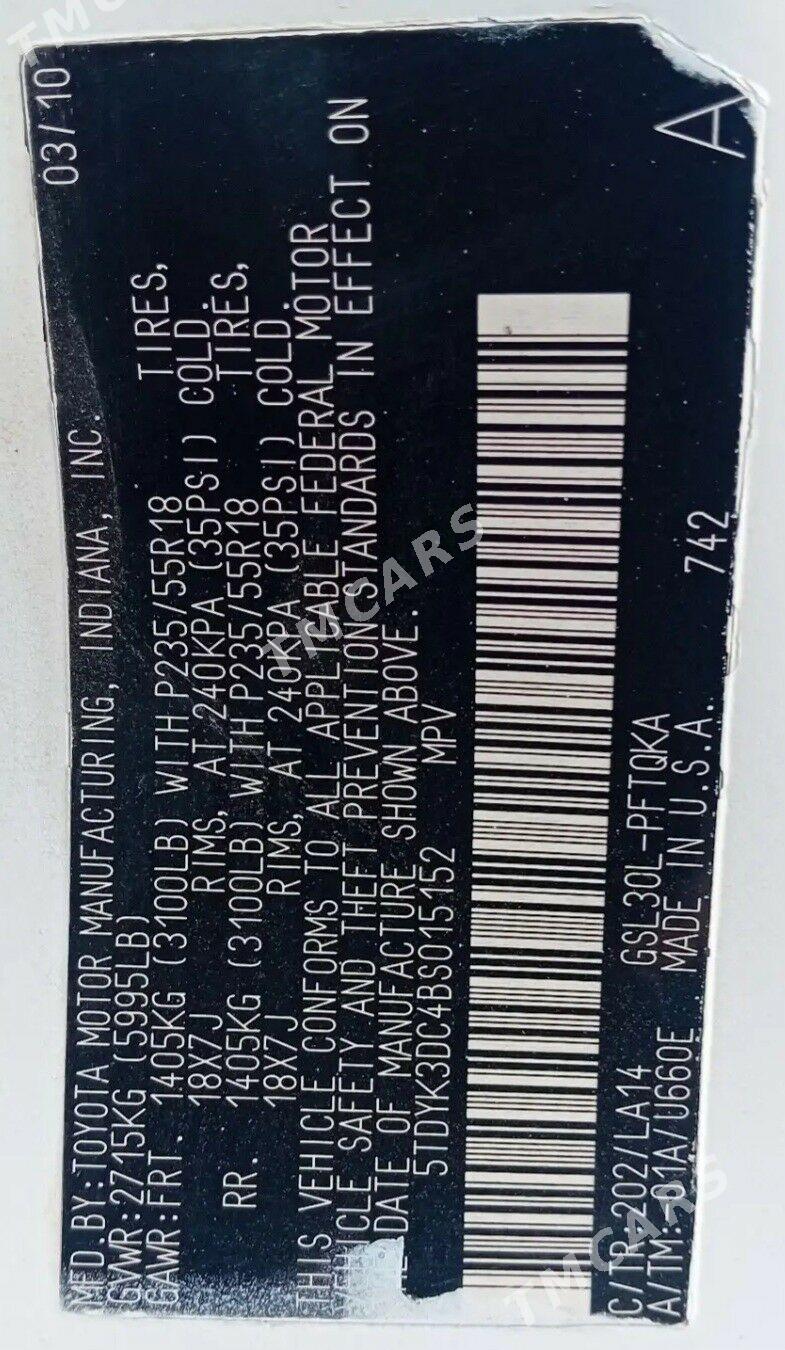 MFD.BY:TOYOTA MOTOR MANUFACTURING, INDIANA, INC. 03/10
GVWR:2715KG (5995LB)
GAWR:FRT. 1405KG (3100LB) WITH P235/55R18 TIRES,
18X7J RIMS, AT 240KPA (35PSI) COLD
RR. 1405KG (3100LB) WITH P235/55R18 TIRES,
18X7J RIMS, AT 240KPA (35PSI) COLD
THIS VEHICLE CONFORMS TO ALL APPLICABLE FEDERAL MOTOR
VEHICLE SAFETY AND THEFT PREVENTION STANDARDS IN EFFECT ON
DATE OF MANUFACTURE SHOWN ABOVE.
5TDYK3DC4BS015152 MPV
A
C/TR:202/LA14 GSL30L-PFTQKA
A/TM: 01A/U660E MADE IN U.S.A. 742
TMCARS
TMCARS
TMCARS